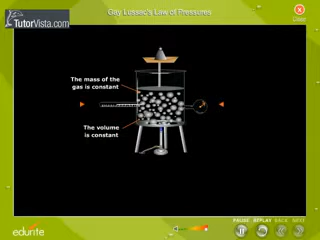 Gay Lussac's Law of Pressures
TutorVista.com
Close
The mass of the
gas is constant
The volume
is constant
PAUSE REPLAY BACK NEXT
edurite